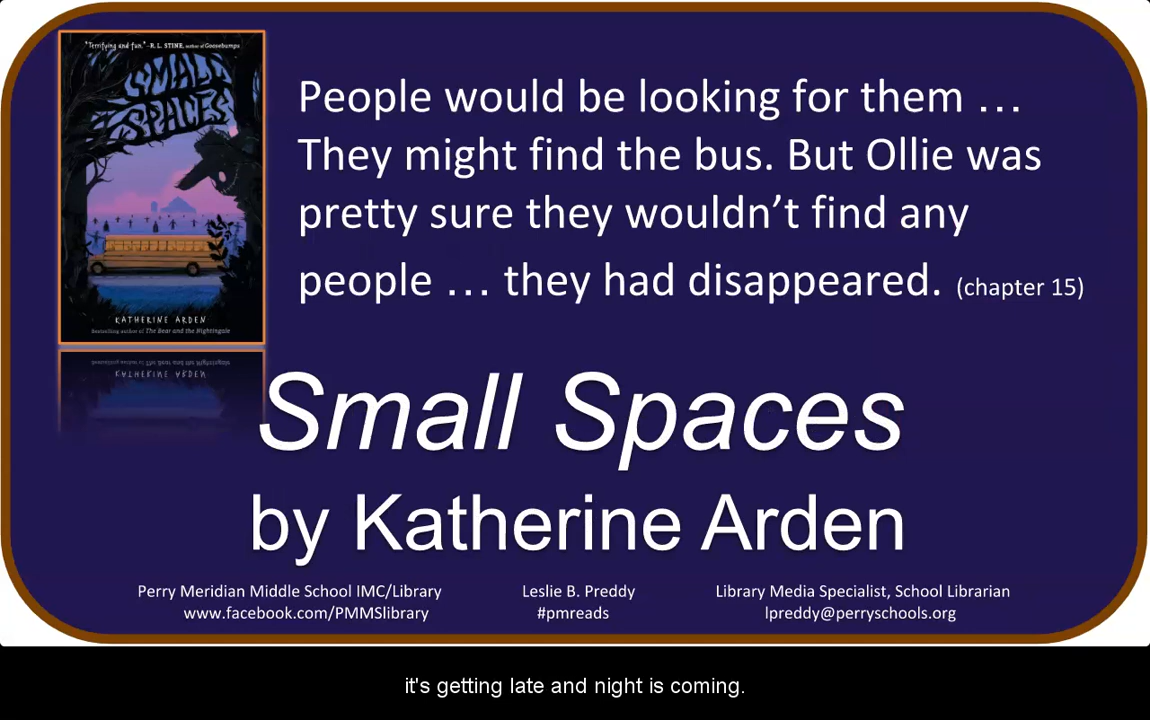 "Terrifying and fun."-R. L. STINE, author of Goosebumps
SMALL
SPACES
KATHERINE ARDEN
Bestselling author of The Bear and the Nightingale
People would be looking for them …
They might find the bus. But Ollie was
pretty sure they wouldn't find any
people … they had disappeared. (chapter 15)
Small Spaces
by Katherine Arden
Perry Meridian Middle School IMC/Library
www.facebook.com/PMMSlibrary
Leslie B. Preddy
#pmreads
Library Media Specialist, School Librarian
lpreddy@perryschools.org
it's getting late and night is coming.